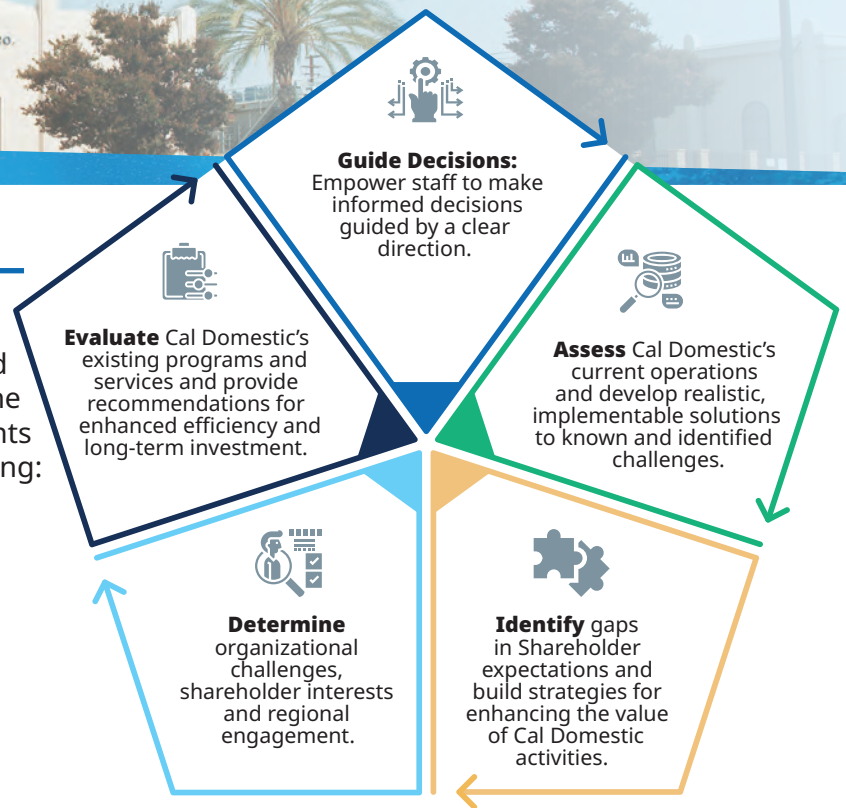 co.
Guide Decisions:
Empower staff to make
informed decisions
guided by a clear
direction.
Assess Cal Domestic’s
current operations
and develop realistic,
implementable solutions
to known and identified
challenges.
Identify gaps
in Shareholder
expectations and
build strategies for
enhancing the value
of Cal Domestic
activities.
Determine
organizational
challenges,
shareholder interests
and regional
engagement.
Evaluate Cal Domestic’s
existing programs and
services and provide
recommendations for
enhanced efficiency and
long-term investment.